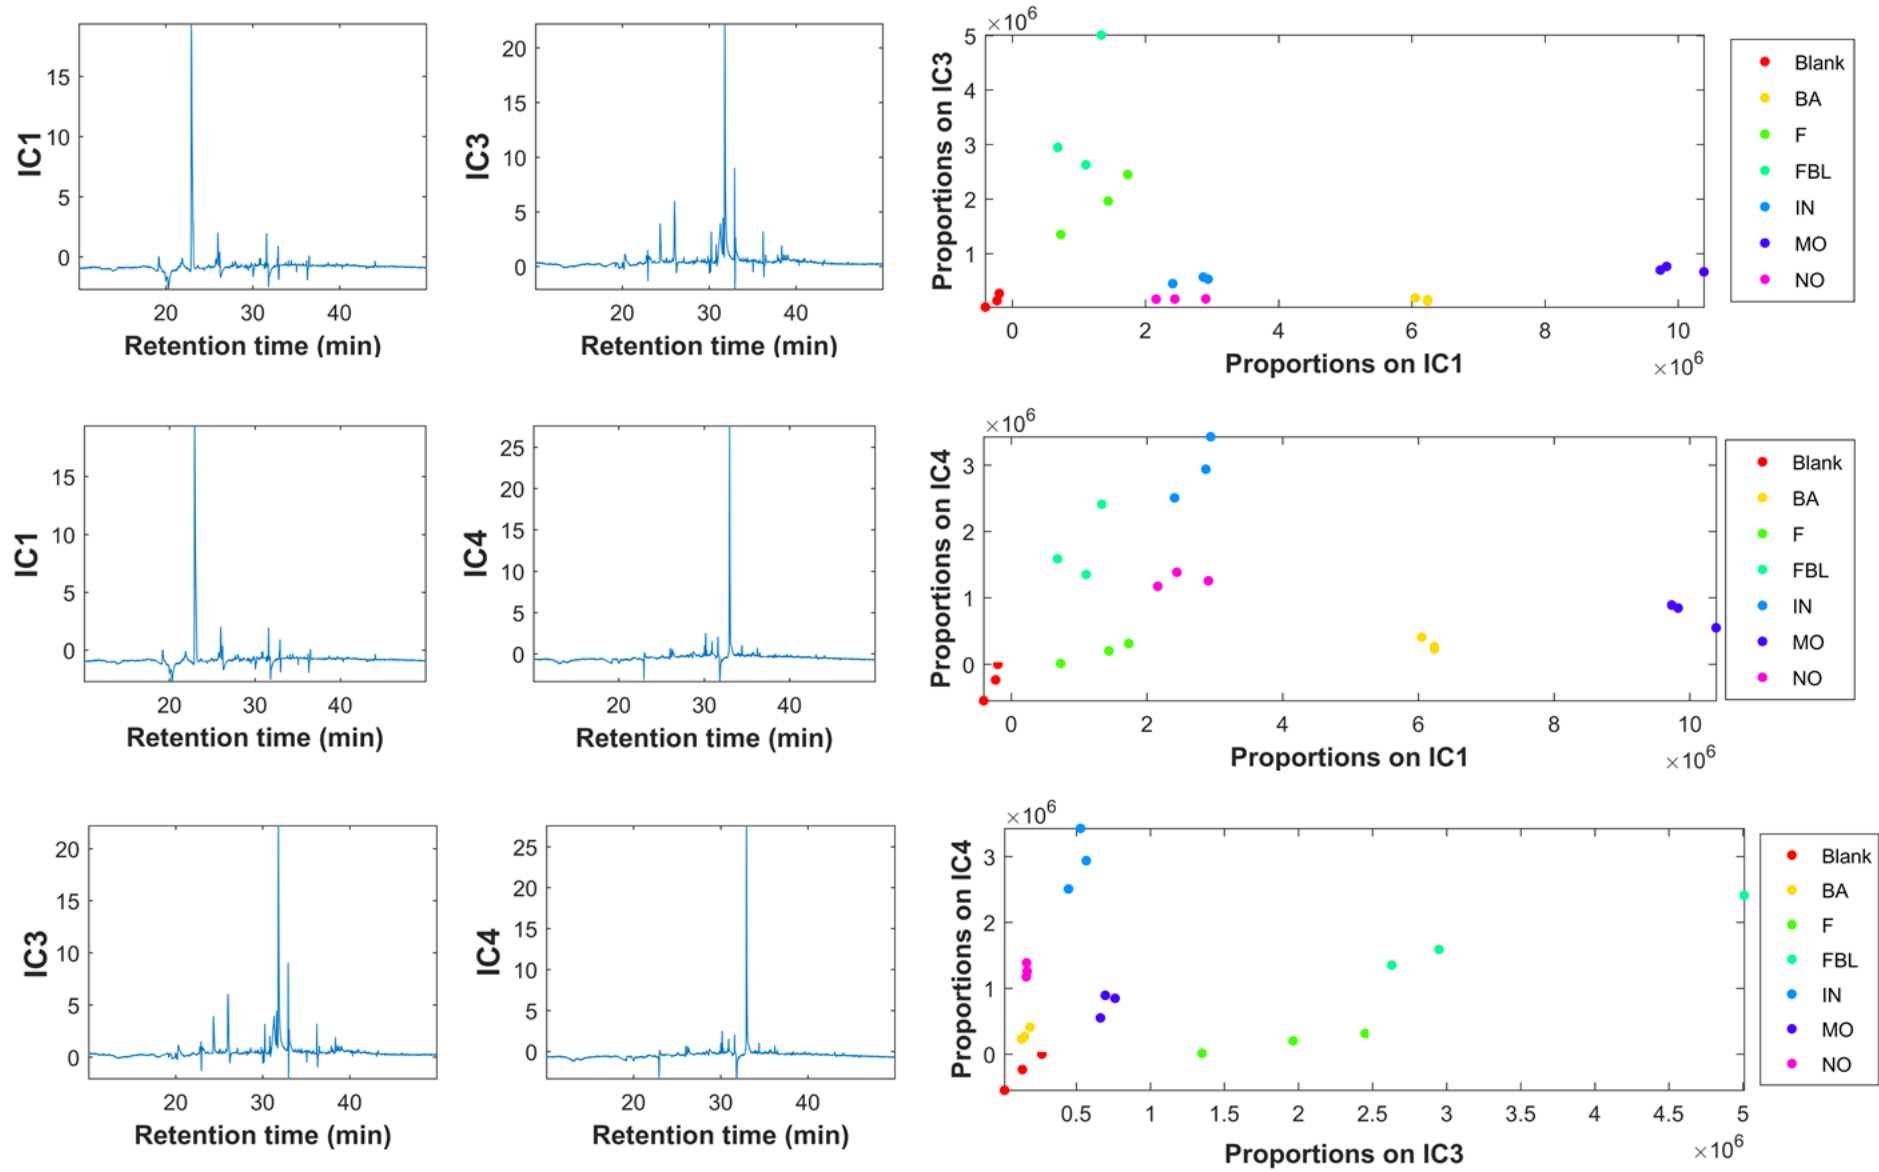 IC1
15
10
5
0
20 30 40
Retention time (min)
IC3
20
15
10
5
0
20 30 40
Retention time (min)
×10^6
Proportions on IC3
5
4
3
2
1
0 2 4 6 8 10
Proportions on IC1
×10^6
Blank
BA
F
FBL
IN
MO
NO
IC1
15
10
5
0
20 30 40
Retention time (min)
IC4
25
20
15
10
5
0
20 30 40
Retention time (min)
×10^6
Proportions on IC4
3
2
1
0
0 2 4 6 8 10
Proportions on IC1
×10^6
Blank
BA
F
FBL
IN
MO
NO
IC3
20
15
10
5
0
20 30 40
Retention time (min)
IC4
25
20
15
10
5
0
20 30 40
Retention time (min)
×10^6
Proportions on IC4
3
2
1
0
0.5 1 1.5 2 2.5 3 3.5 4 4.5 5
Proportions on IC3
×10^6
Blank
BA
F
FBL
IN
MO
NO